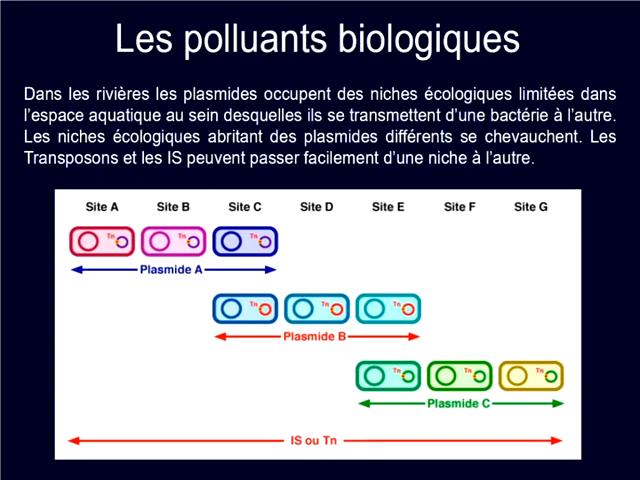 Les polluants biologiques
Dans les rivières les plasmides occupent des niches écologiques limitées dans
l'espace aquatique au sein desquelles ils se transmettent d'une bactérie à l'autre.
Les niches écologiques abritant des plasmides différents se chevauchent. Les
Transposons et les IS peuvent passer facilement d'une niche à l'autre.
Site A Site B Site C Site D Site E Site F Site G
Tn Tn Tn
Plasmide A
Tn Tn Tn
Plasmide B
Tn Tn Tn
Plasmide C
IS ou Tn